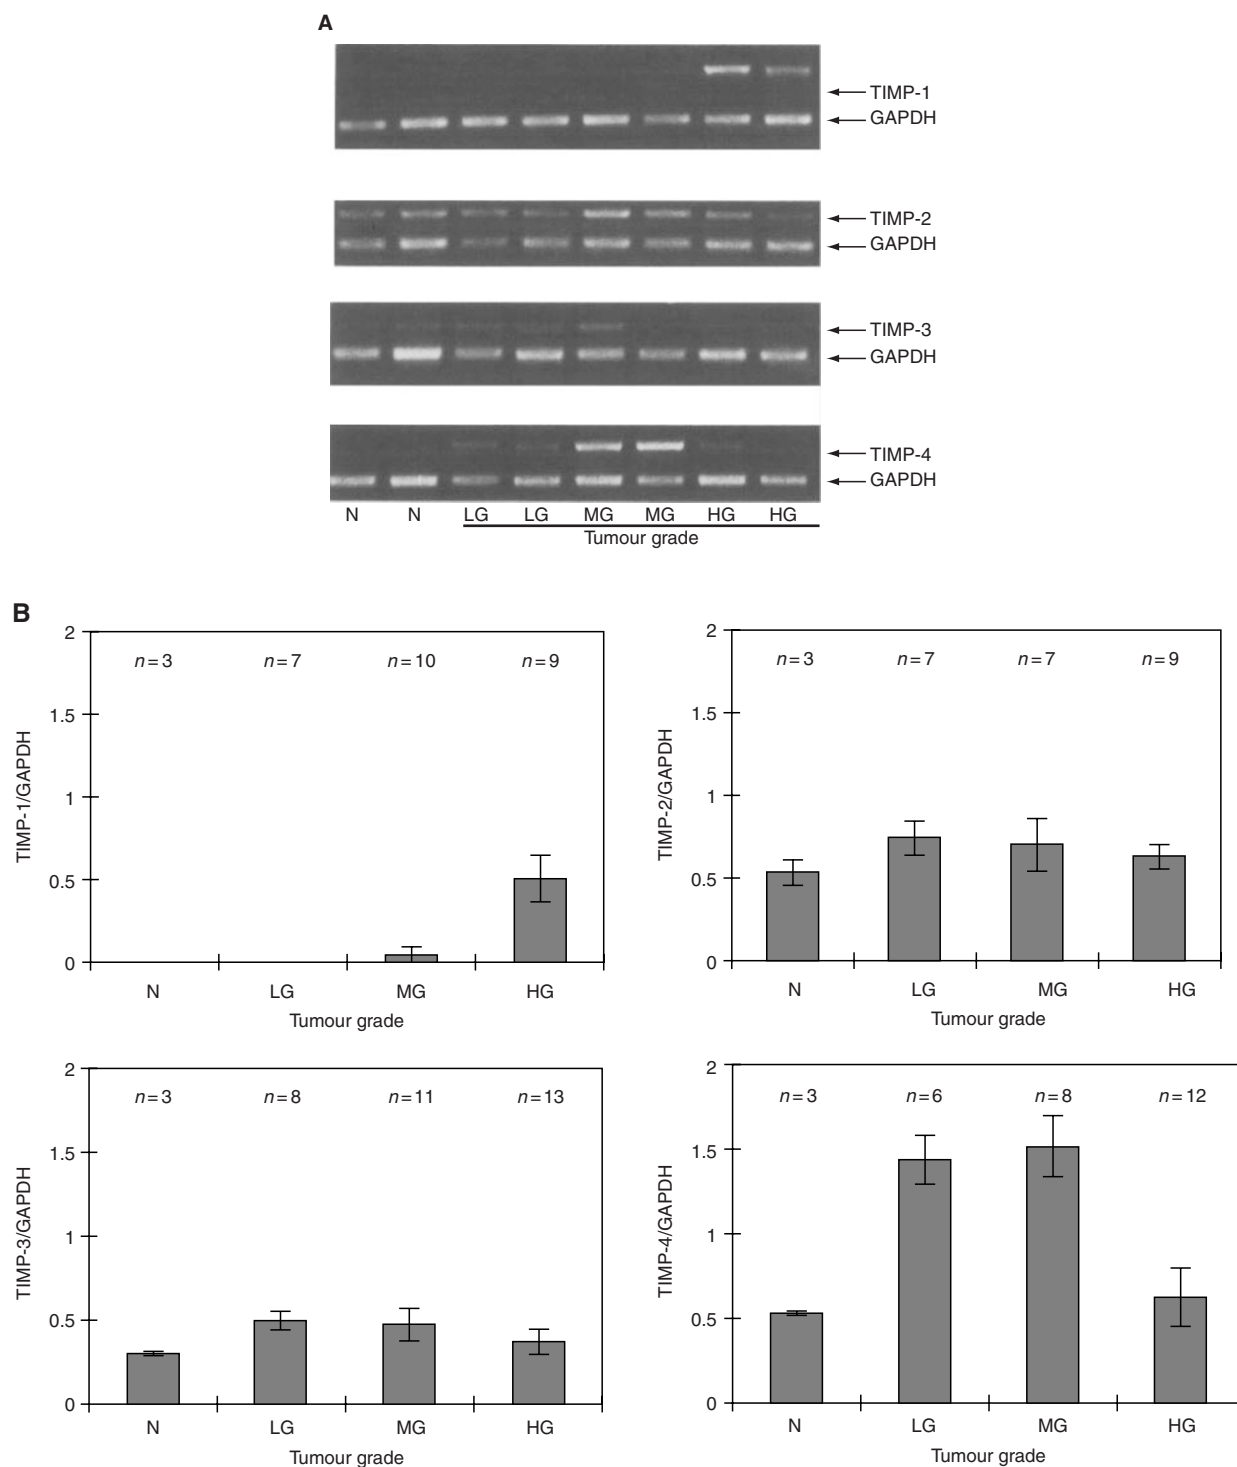 A
TIMP-1
GAPDH
TIMP-2
GAPDH
TIMP-3
GAPDH
TIMP-4
GAPDH
N N LG LG MG MG HG HG
Tumour grade
B
2
1.5
1
0.5
0
TIMP-1/GAPDH
n=3 n=7 n=10 n=9
N LG MG HG
Tumour grade
2
1.5
1
0.5
0
TIMP-2/GAPDH
n=3 n=7 n=7 n=9
N LG MG HG
Tumour grade
2
1.5
1
0.5
0
TIMP-3/GAPDH
n=3 n=8 n=11 n=13
N LG MG HG
Tumour grade
2
1.5
1
0.5
0
TIMP-4/GAPDH
n=3 n=6 n=8 n=12
N LG MG HG
Tumour grade